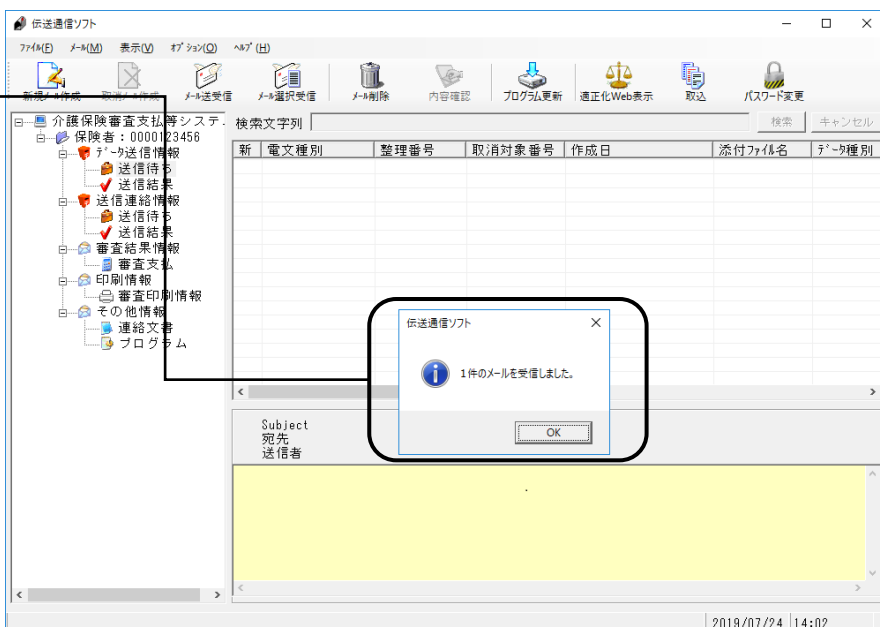 伝送通信ソフト
ﾌｧｲﾙ(F) ﾒｰﾙ(M) 表示(V) ｵﾌﾟｼｮﾝ(O) ﾍﾙﾌﾟ(H)
新規ﾒｰﾙ作成 取消ﾒｰﾙ作成 ﾒｰﾙ送受信 ﾒｰﾙ選択受信 ﾒｰﾙ削除 内容確認 ﾌﾟﾛｸﾞﾗﾑ更新 適正化Web表示 取込 ﾊﾟｽﾜｰﾄﾞ変更
介護保険審査支払等システ
保険者：0000123456
ﾃﾞｰﾀ送信情報
送信待ち
送信結果
送信連絡情報
送信待ち
送信結果
審査結果情報
審査支払
印刷情報
審査印刷情報
その他情報
連絡文書
プログラム
検索文字列 検索 キャンセル
新 電文種別 整理番号 取消対象番号 作成日 添付ﾌｧｲﾙ名 ﾃﾞｰﾀ種別
伝送通信ソフト
1件のメールを受信しました。
OK
Subject
宛先
送信者
2019/07/24 14:02